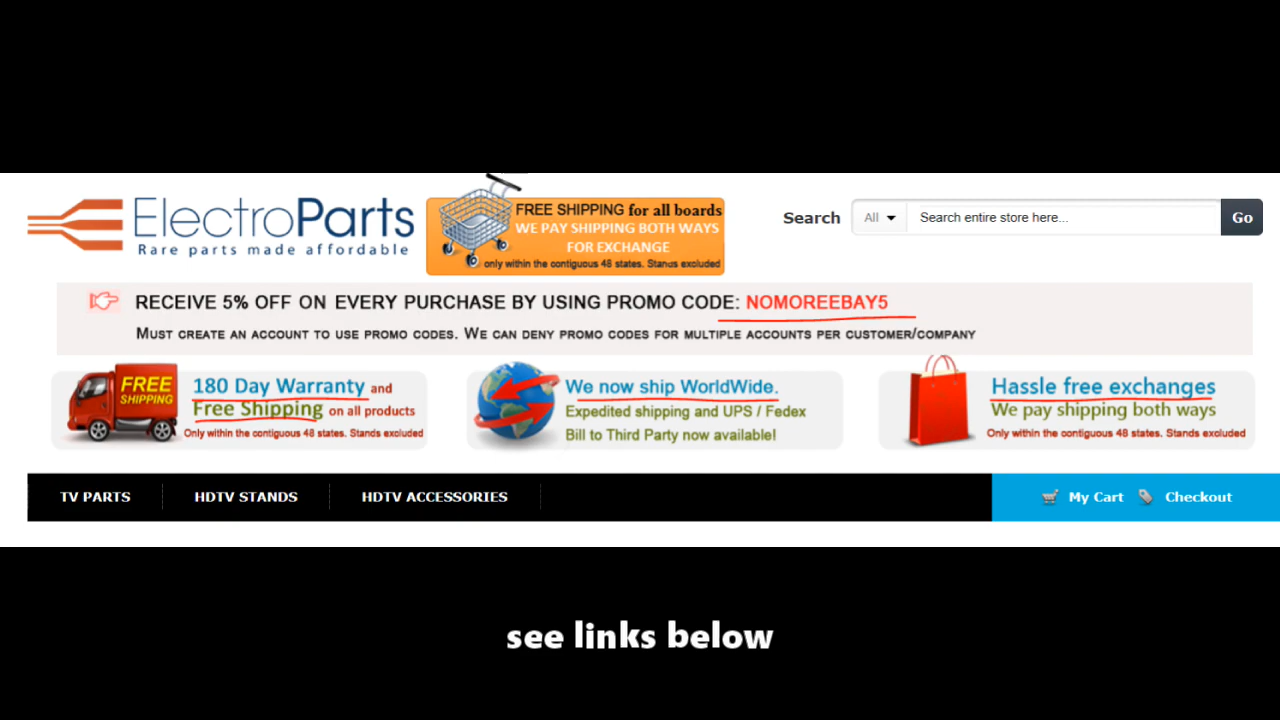 ElectroParts
Rare parts made affordable
FREE SHIPPING for all boards
WE PAY SHIPPING BOTH WAYS
FOR EXCHANGE
only within the contiguous 48 states. Stands excluded
Search
All
Search entire store here...
Go
RECEIVE 5% OFF ON EVERY PURCHASE BY USING PROMO CODE: NOMOREEBAY5
MUST CREATE AN ACCOUNT TO USE PROMO CODES. WE CAN DENY PROMO CODES FOR MULTIPLE ACCOUNTS PER CUSTOMER/COMPANY
FREE
SHIPPING
180 Day Warranty and
Free Shipping on all products
Only within the contiguous 48 states. Stands excluded
We now ship WorldWide.
Expedited shipping and UPS / Fedex
Bill to Third Party now available!
Hassle free exchanges
We pay shipping both ways
Only within the contiguous 48 states. Stands excluded
TV PARTS
HDTV STANDS
HDTV ACCESSORIES
My Cart
Checkout
see links below